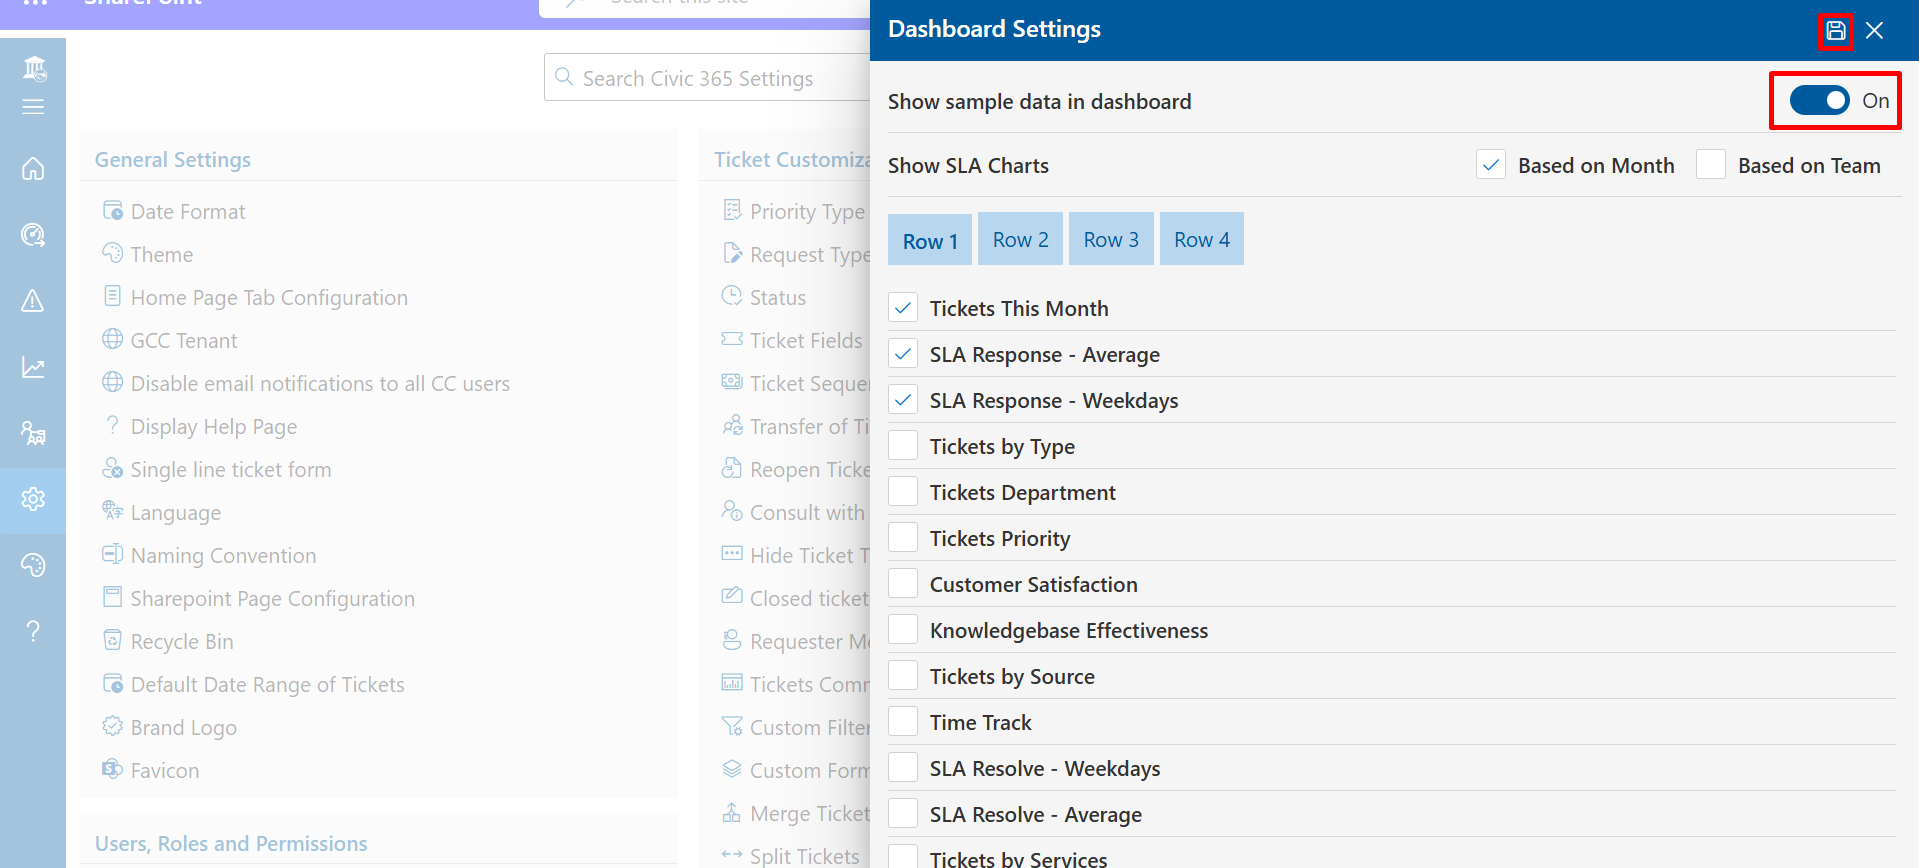 SharePoint
Search this site
Search Civic 365 Settings
General Settings
Date Format
Theme
Home Page Tab Configuration
GCC Tenant
Disable email notifications to all CC users
Display Help Page
Single line ticket form
Language
Naming Convention
Sharepoint Page Configuration
Recycle Bin
Default Date Range of Tickets
Brand Logo
Favicon
Users, Roles and Permissions
Ticket Customiza
Priority Type
Request Type
Status
Ticket Fields
Ticket Seque
Transfer of Ti
Reopen Ticke
Consult with
Hide Ticket T
Closed ticket
Requester M
Tickets Com
Custom Filte
Custom Form
Merge Ticket
Split Tickets
Dashboard Settings
Show sample data in dashboard
On
Show SLA Charts
Based on Month
Based on Team
Row 1
Row 2
Row 3
Row 4
Tickets This Month
SLA Response - Average
SLA Response - Weekdays
Tickets by Type
Tickets Department
Tickets Priority
Customer Satisfaction
Knowledgebase Effectiveness
Tickets by Source
Time Track
SLA Resolve - Weekdays
SLA Resolve - Average
Tickets by Services